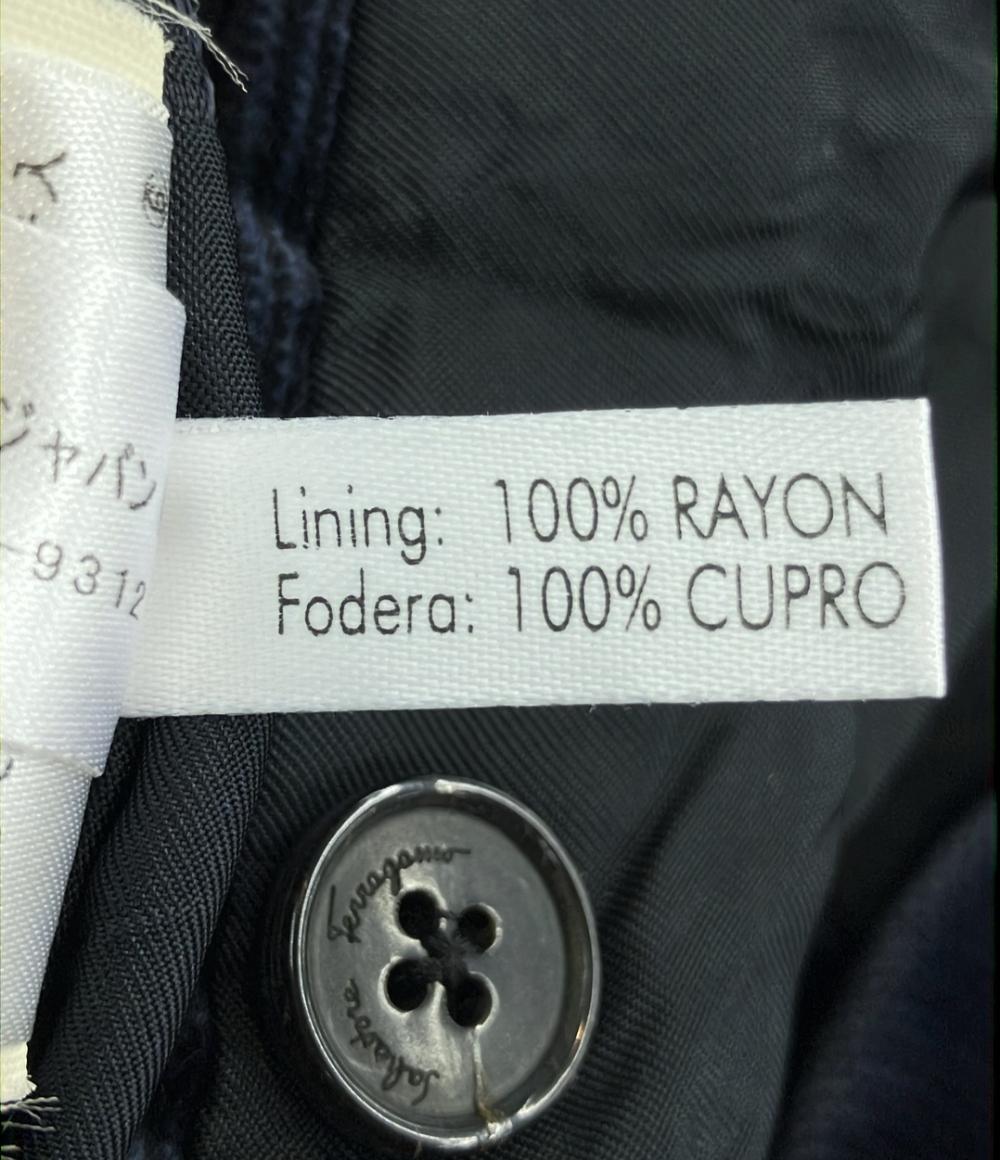 ジャパン
-9312
Lining: 100% RAYON
Fodera: 100% CUPRO
Salvatore Ferragamo